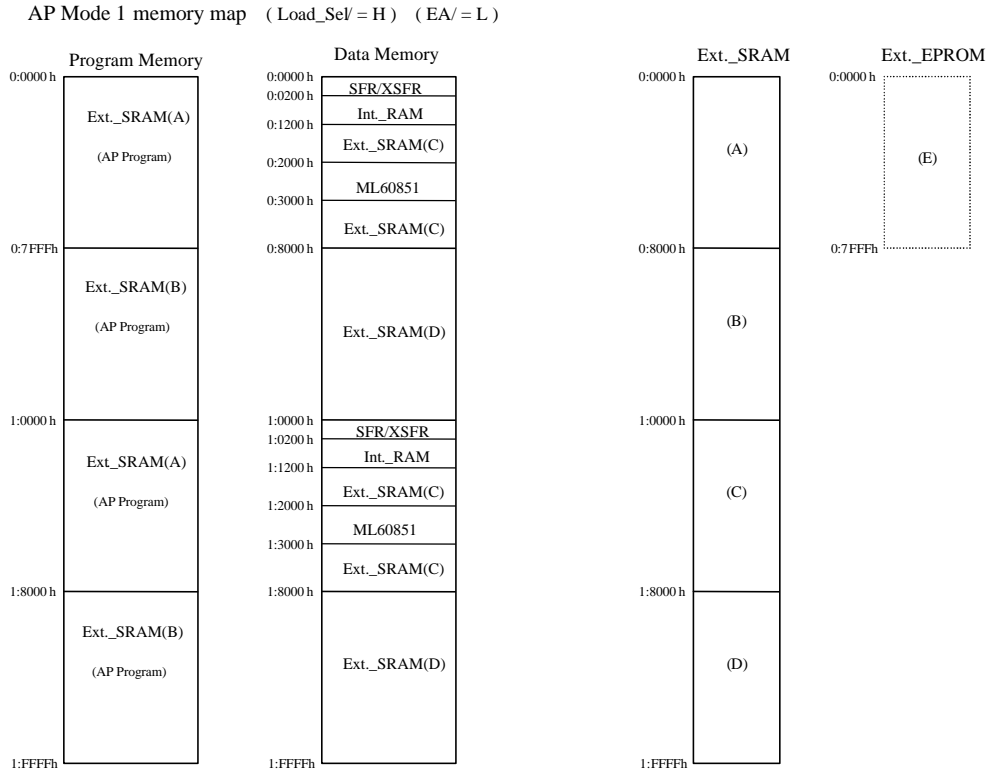 AP Mode 1 memory map ( Load_Sel/ = H ) ( EA/ = L )
Program Memory
0:0000 h
Ext._SRAM(A)
(AP Program)
0:7FFFh
Ext._SRAM(B)
(AP Program)
1:0000 h
Ext._SRAM(A)
(AP Program)
1:8000 h
Ext._SRAM(B)
(AP Program)
1:FFFFh
Data Memory
0:0000 h
SFR/XSFR
0:0200 h
Int._RAM
0:1200 h
Ext._SRAM(C)
0:2000 h
ML60851
0:3000 h
Ext._SRAM(C)
0:8000 h
Ext._SRAM(D)
1:0000 h
SFR/XSFR
1:0200 h
Int._RAM
1:1200 h
Ext._SRAM(C)
1:2000 h
ML60851
1:3000 h
Ext._SRAM(C)
1:8000 h
Ext._SRAM(D)
1:FFFFh
Ext._SRAM
0:0000 h
(A)
0:8000 h
(B)
1:0000 h
(C)
1:8000 h
(D)
1:FFFFh
Ext._EPROM
0:0000 h
(E)
0:7FFFh